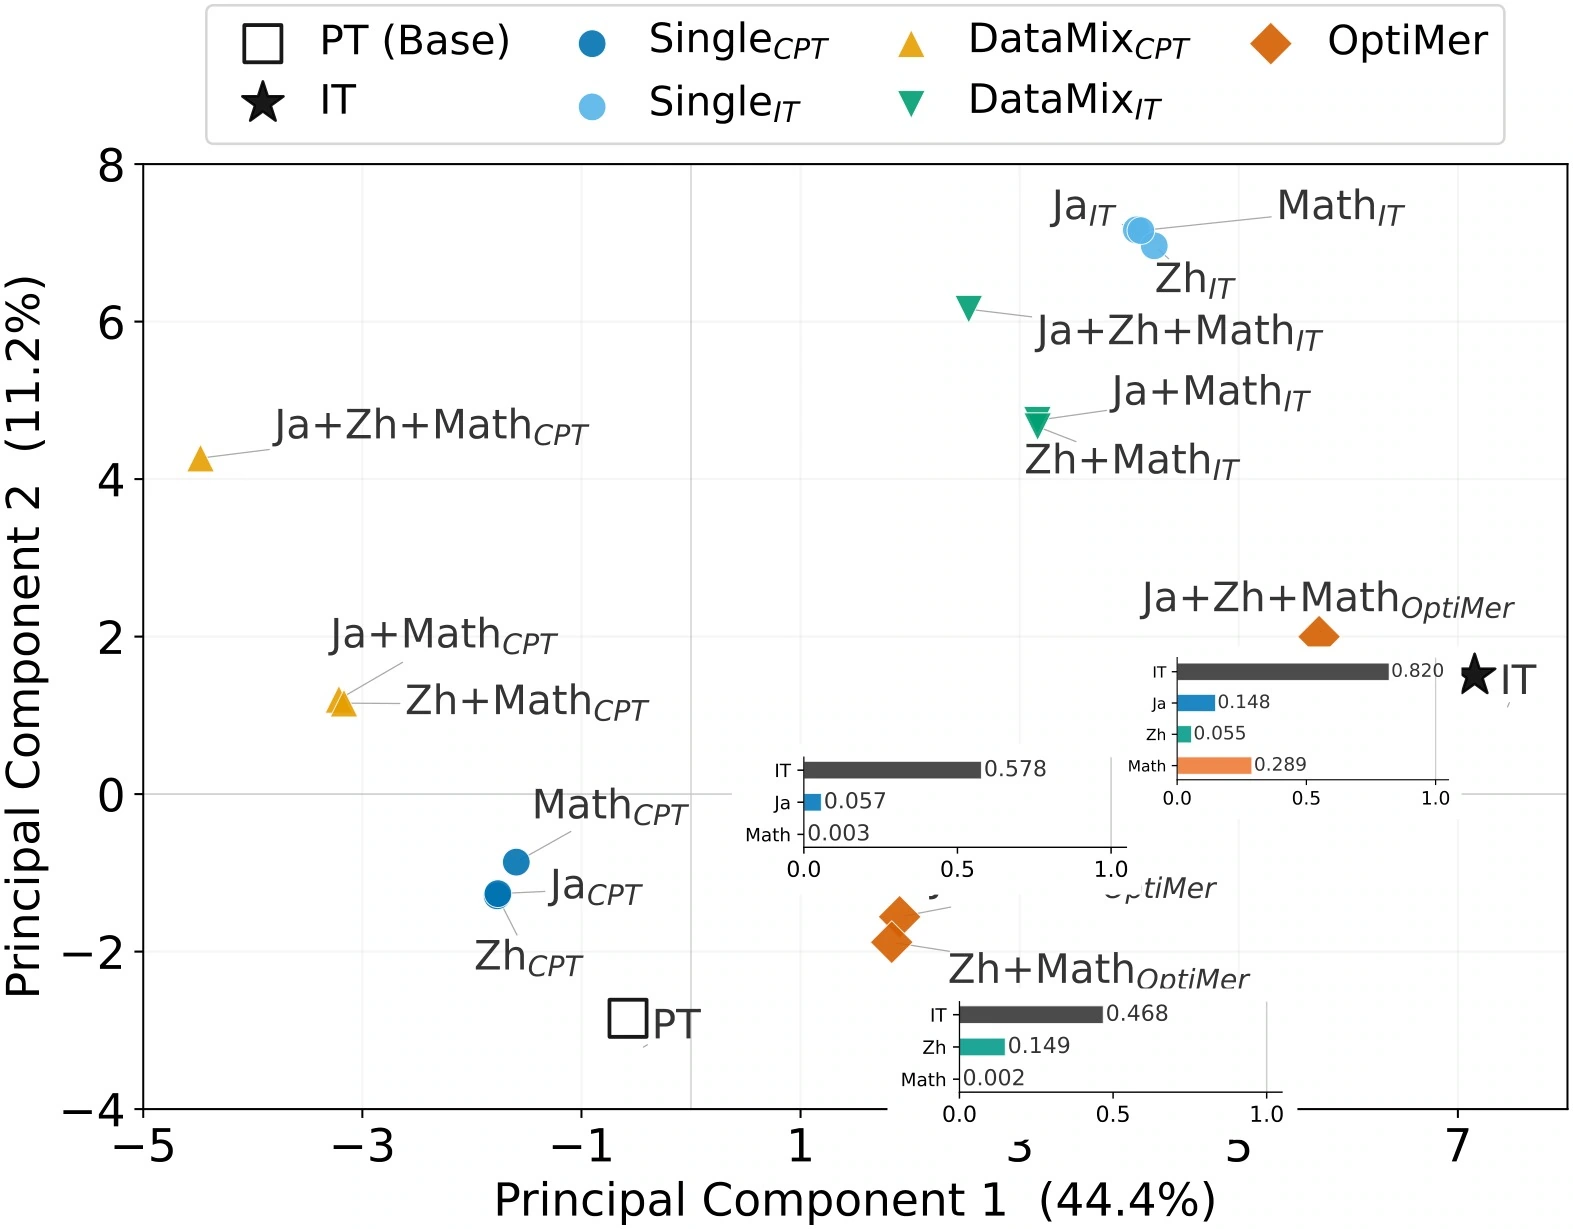 PT (Base)
IT
Single_CPT
Single_IT
DataMix_CPT
DataMix_IT
OptiMer
Principal Component 2 (11.2%)
8
6
4
2
0
−2
−4
Ja_IT
Math_IT
Zh_IT
Ja+Zh+Math_IT
Ja+Math_IT
Zh+Math_IT
Ja+Zh+Math_CPT
Ja+Math_CPT
Zh+Math_CPT
Math_CPT
Ja_CPT
Zh_CPT
PT
Ja+Zh+Math_OptiMer
IT
IT 0.820
Ja 0.148
Zh 0.055
Math 0.289
0.0 0.5 1.0
IT 0.578
Ja 0.057
Math 0.003
0.0 0.5 1.0
OptiMer
Zh+Math_OptiMer
IT 0.468
Zh 0.149
Math 0.002
0.0 0.5 1.0
−5 −3 −1 1 3 5 7
Principal Component 1 (44.4%)